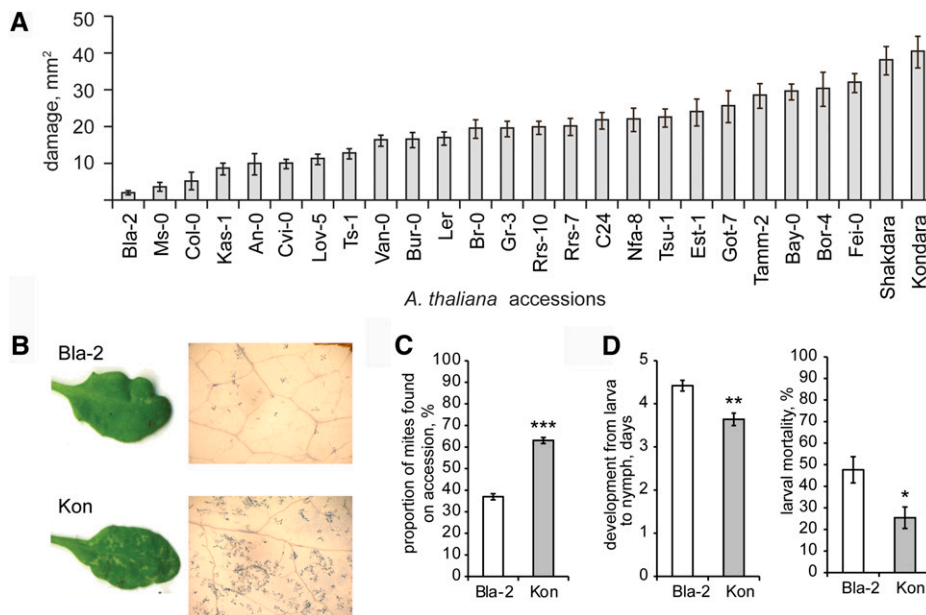 A
damage, mm²
50
40
30
20
10
Bla-2
Ms-0
Col-0
Kas-1
An-0
Cvi-0
Lov-5
Ts-1
Van-0
Bur-0
Ler
Br-0
Gr-3
Rrs-10
Rrs-7
C24
Nfa-8
Tsu-1
Est-1
Got-7
Tamm-2
Bay-0
Bor-4
Fei-0
Shakdara
Kondara
A. thaliana accessions
B
Bla-2
Kon
C
proportion of mites found
on accession, %
100
90
80
70
60
50
40
30
20
10
0
***
Bla-2
Kon
D
development from larva
to nymph, days
5
4
3
2
1
0
**
Bla-2
Kon
larval mortality, %
100
90
80
70
60
50
40
30
20
10
0
*
Bla-2
Kon